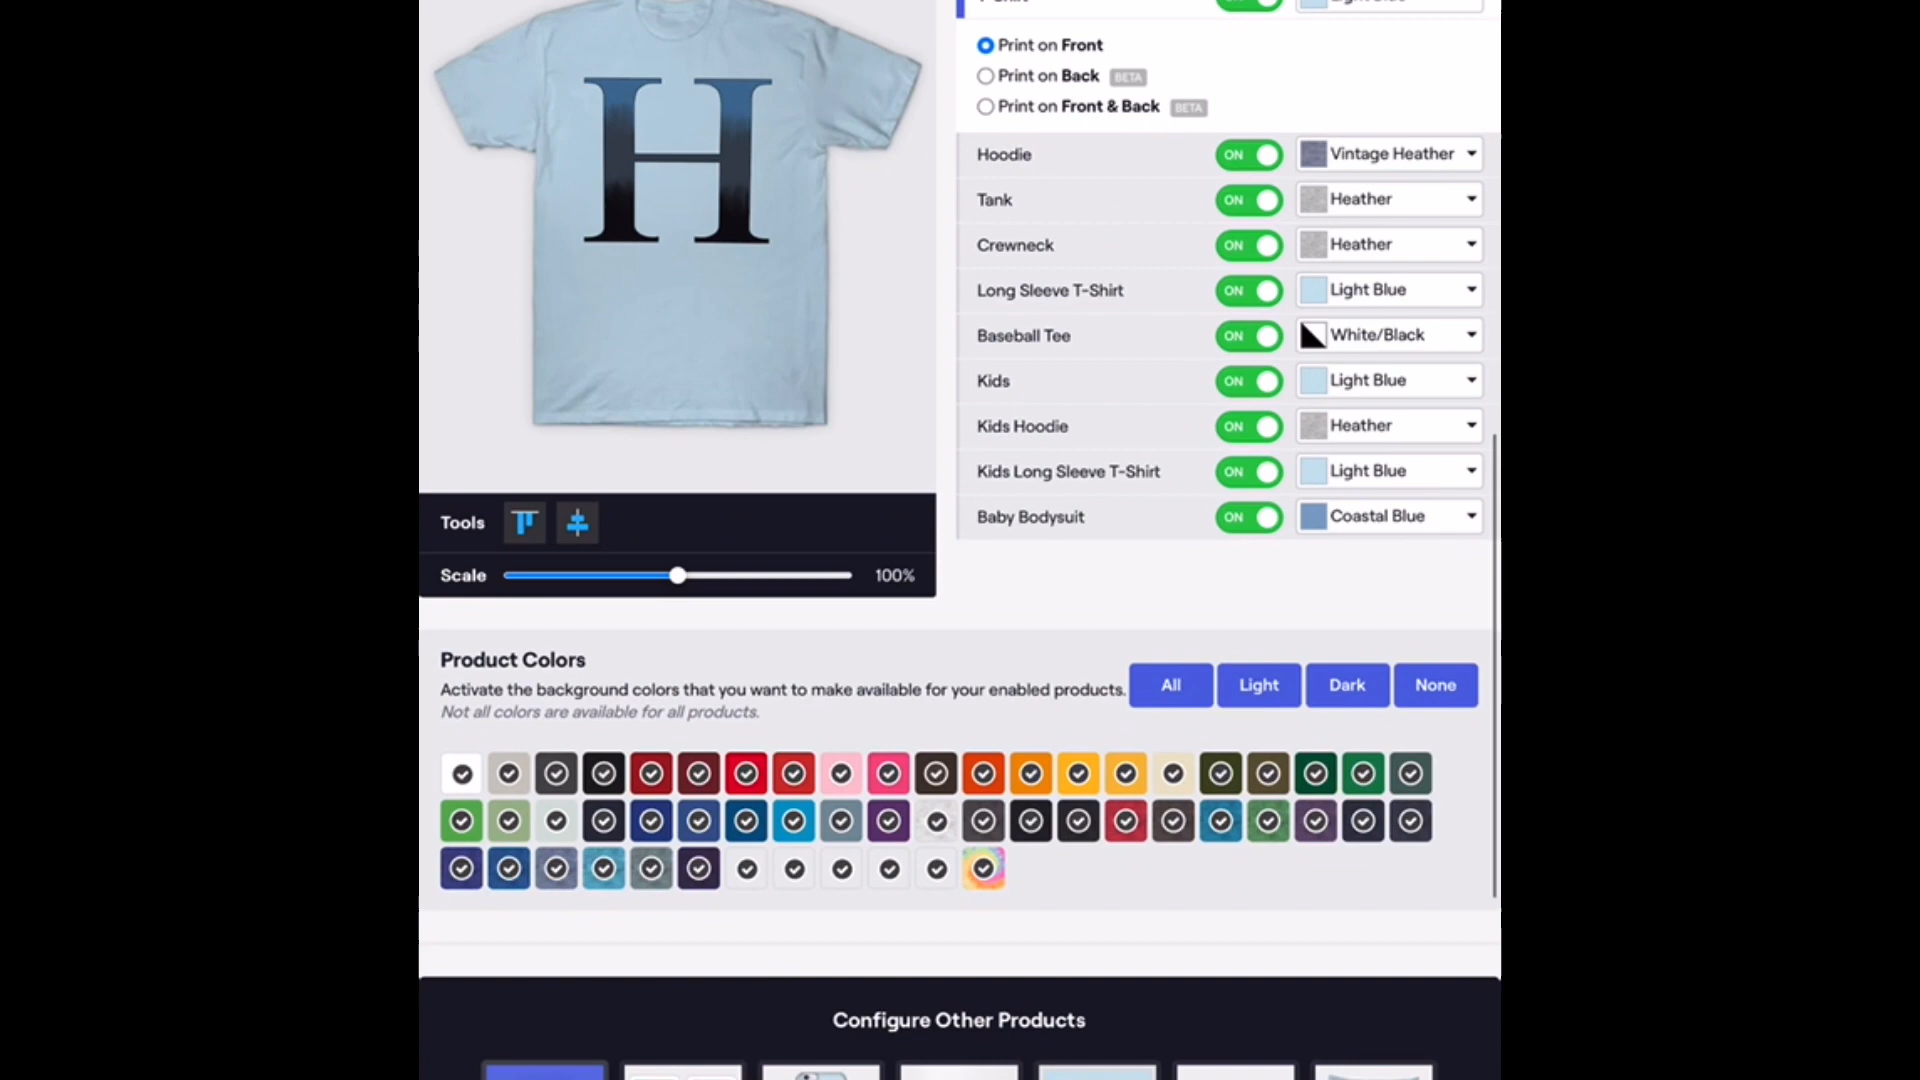 H
Print on Front
Print on Back BETA
Print on Front & Back BETA
Hoodie ON Vintage Heather
Tank ON Heather
Crewneck ON Heather
Long Sleeve T-Shirt ON Light Blue
Baseball Tee ON White/Black
Kids ON Light Blue
Kids Hoodie ON Heather
Kids Long Sleeve T-Shirt ON Light Blue
Baby Bodysuit ON Coastal Blue
Tools
Scale 100%
Product Colors
Activate the background colors that you want to make available for your enabled products.
Not all colors are available for all products.
All Light Dark None
Configure Other Products